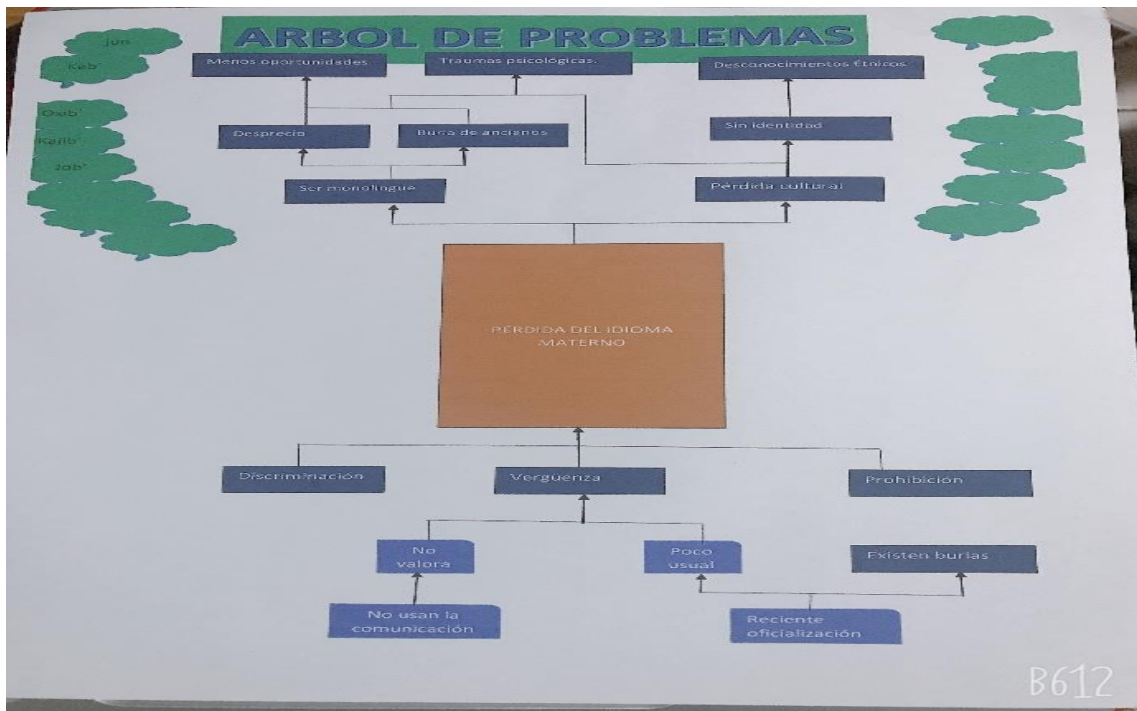 ARBOL DE PROBLEMAS
jun
Keb'
Oxib'
Kajib'
Job'
Menos oportunidades
Traumas psicológicas.
Desconocimientos Étnicos
Desprecio
Burla de ancianos
Sin identidad
Ser monolingue
Pérdida cultural
PÉRDIDA DEL IDIOMA
MATERNO
Discriminación
Verguenza
Prohibición
No
valora
Poco
usual
Existen burlas
No usan la
comunicación
Reciente
oficialización
B612